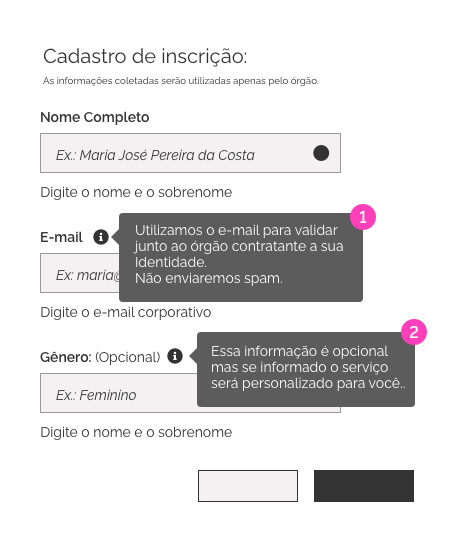 Cadastro de inscrição:
As informações coletadas serão utilizadas apenas pelo órgão.
Nome Completo
Ex.: Maria José Pereira da Costa
Digite o nome e o sobrenome
1
E-mail
Utilizamos o e-mail para validar
junto ao órgão contratante a sua
Identidade.
Não enviaremos spam.
Ex: maria@
Digite o e-mail corporativo
2
Gênero: (Opcional)
Essa informação é opcional
mas se informado o serviço
será personalizado para você..
Ex.: Feminino
Digite o nome e o sobrenome